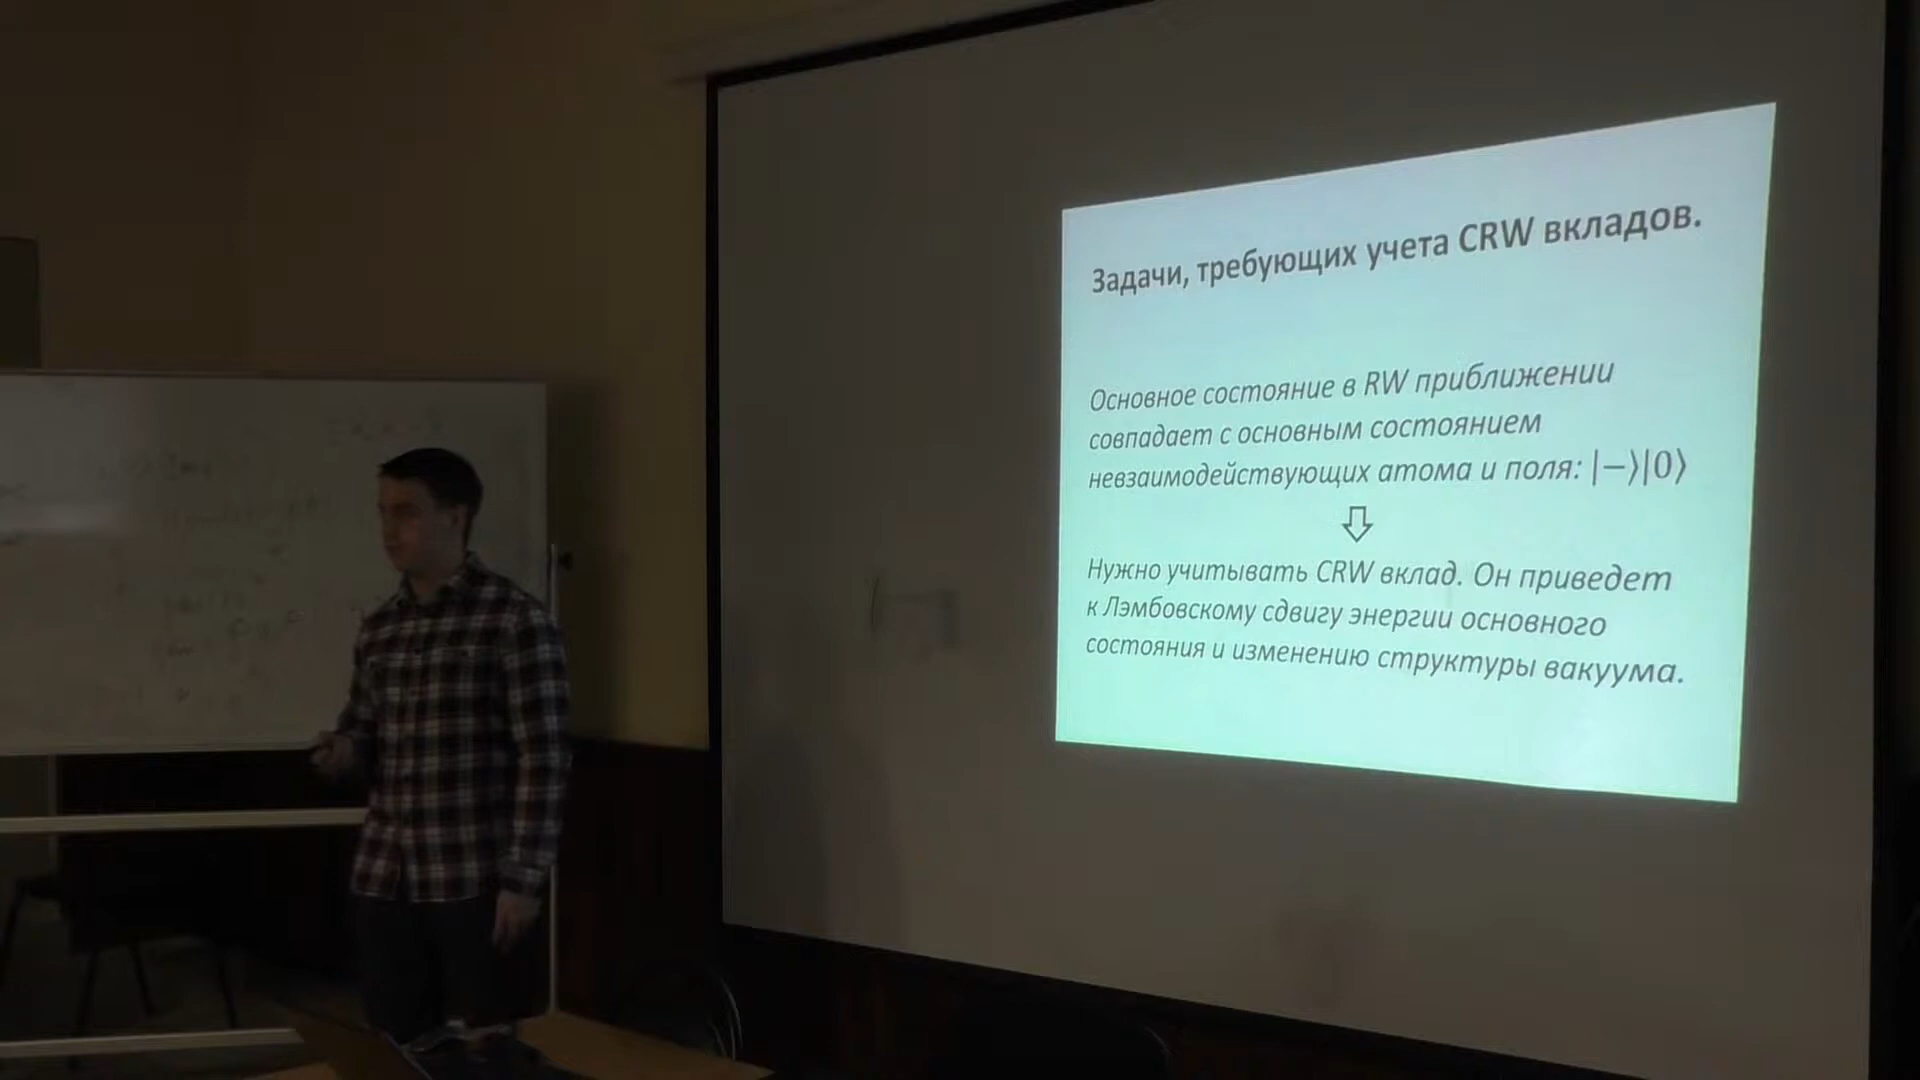 Задачи, требующих учета CRW вкладов.
Основное состояние в RW приближении
совпадает с основным состоянием
невзаимодействующих атома и поля: |−⟩|0⟩
Нужно учитывать CRW вклад. Он приведет
к Лэмбовскому сдвигу энергии основного
состояния и изменению структуры вакуума.